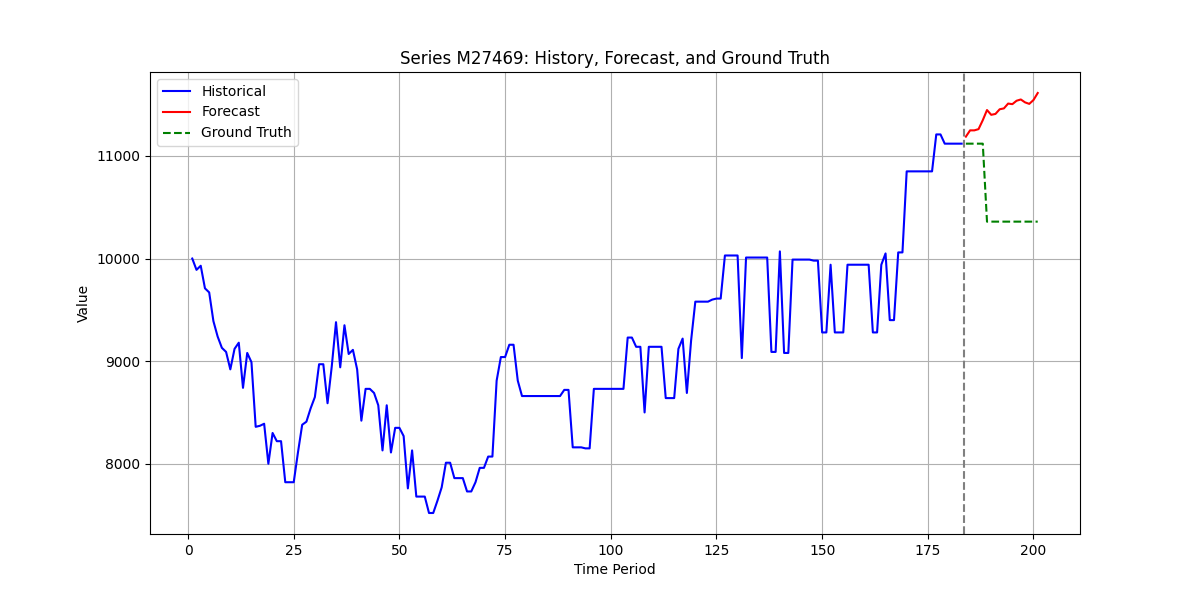 Series M27469: History, Forecast, and Ground Truth
Historical
Forecast
Ground Truth
11000
10000
9000
8000
Value
0 25 50 75 100 125 150 175 200
Time Period